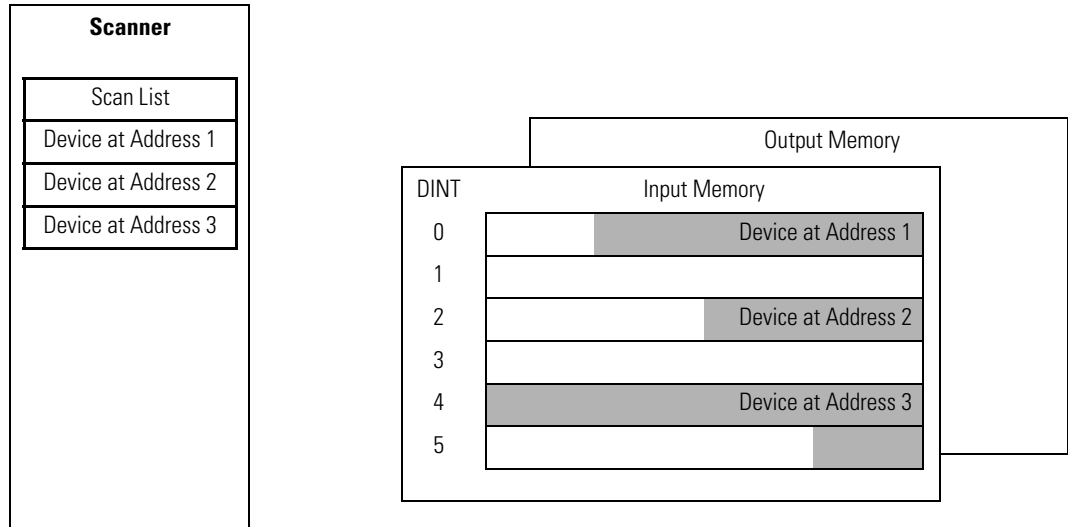 Scanner
Scan List
Device at Address 1
Device at Address 2
Device at Address 3
Output Memory
DINT Input Memory
0 Device at Address 1
1
2 Device at Address 2
3
4 Device at Address 3
5